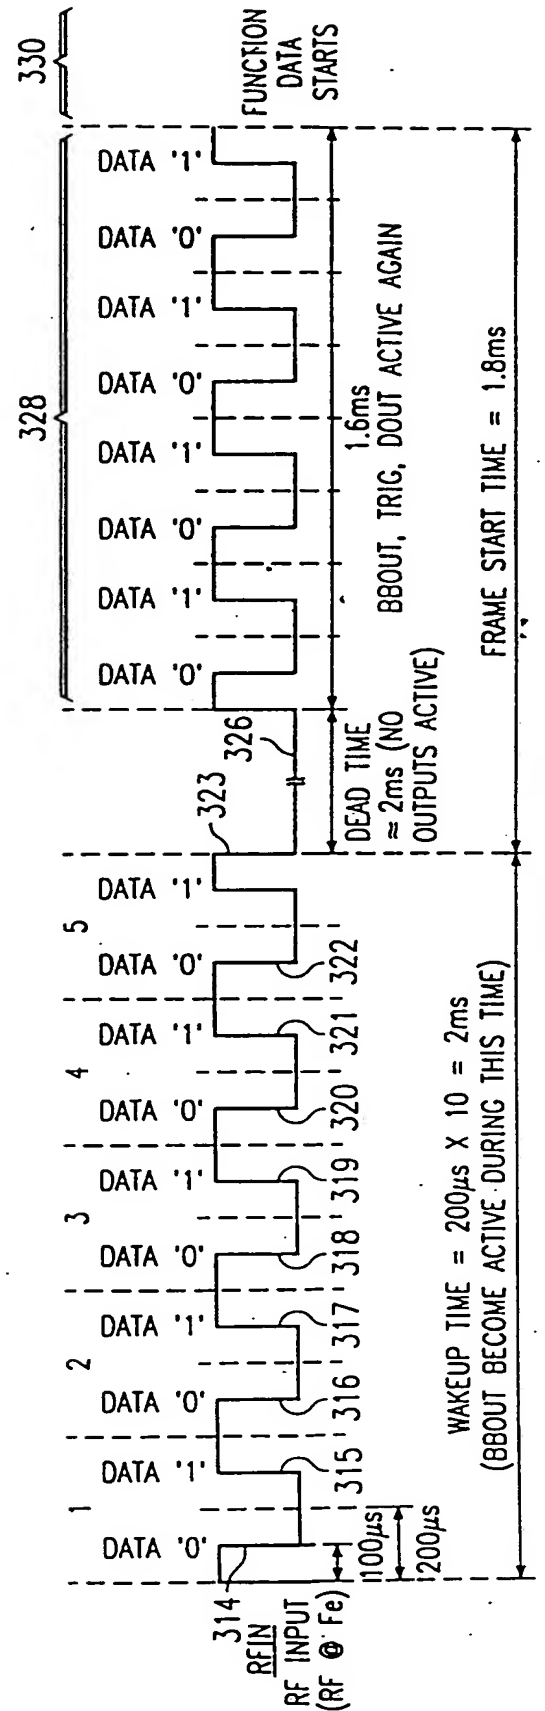 328
330
1
2
3
4
5
DATA '0'
DATA '1'
DATA '0'
DATA '1'
DATA '0'
DATA '1'
DATA '0'
DATA '1'
DATA '0'
DATA '1'
DATA '0'
DATA '1'
DATA '0'
DATA '1'
DATA '0'
DATA '1'
DATA '0'
DATA '1'
FUNCTION
DATA
STARTS
314
315
316
317
318
319
320
321
322
323
326
RFIN
RF INPUT
(RF @ Fe)
100µs
200µs
DEAD TIME
≈ 2ms (NO
OUTPUTS ACTIVE)
1.6ms
BBOUT, TRIG, DOUT ACTIVE AGAIN
WAKEUP TIME = 200µs X 10 = 2ms
(BBOUT BECOME ACTIVE DURING THIS TIME)
FRAME START TIME = 1.8ms